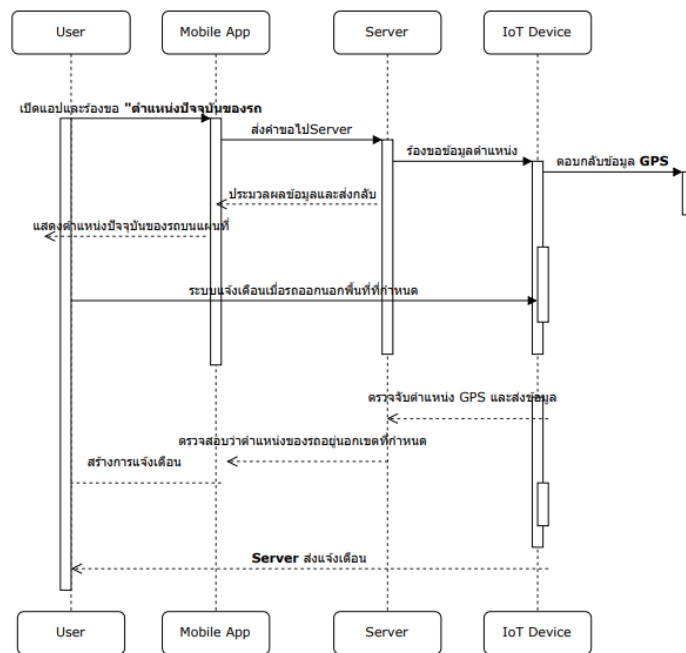 User
Mobile App
Server
IoT Device
เปิดแอปและร้องขอ "ตำแหน่งปัจจุบันของรถ
ส่งคำขอไปServer
ร้องขอข้อมูลตำแหน่ง
ตอบกลับข้อมูล GPS
ประมวลผลข้อมูลและส่งกลับ
แสดงตำแหน่งปัจจุบันของรถบนแผนที่
ระบบแจ้งเตือนเมื่อรถออกนอกพื้นที่ที่กำหนด
ตรวจจับตำแหน่ง GPS และส่งข้อมูล
ตรวจสอบว่าตำแหน่งของรถอยู่นอกเขตที่กำหนด
สร้างการแจ้งเตือน
Server ส่งแจ้งเตือน
User
Mobile App
Server
IoT Device